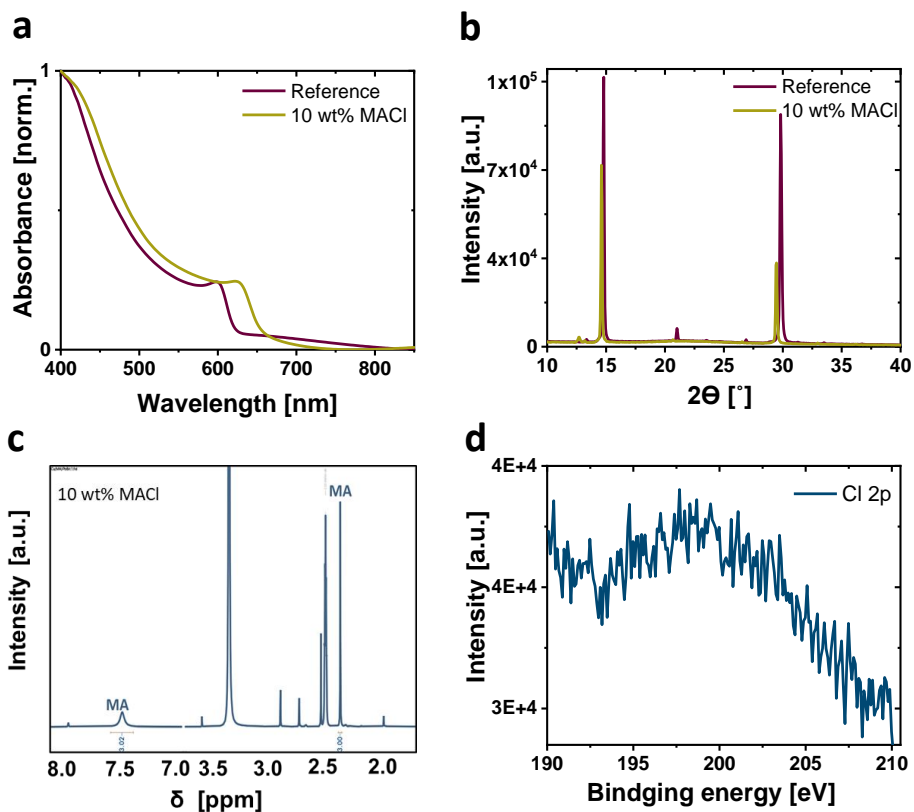 a
Absorbance [norm.]
1
0
400 500 600 700 800
Wavelength [nm]
Reference
10 wt% MACl
b
Intensity [a.u.]
1x10⁵
7x10⁴
4x10⁴
0
10 15 20 25 30 35 40
2Θ [°]
Reference
10 wt% MACl
c
Intensity [a.u.]
10 wt% MACl
MA
MA
3.02
3.00
8.0 7.5 7.0 3.5 3.0 2.5 2.0
δ [ppm]
d
Intensity [a.u.]
4E+4
4E+4
3E+4
190 195 200 205 210
Bindging energy [eV]
Cl 2p